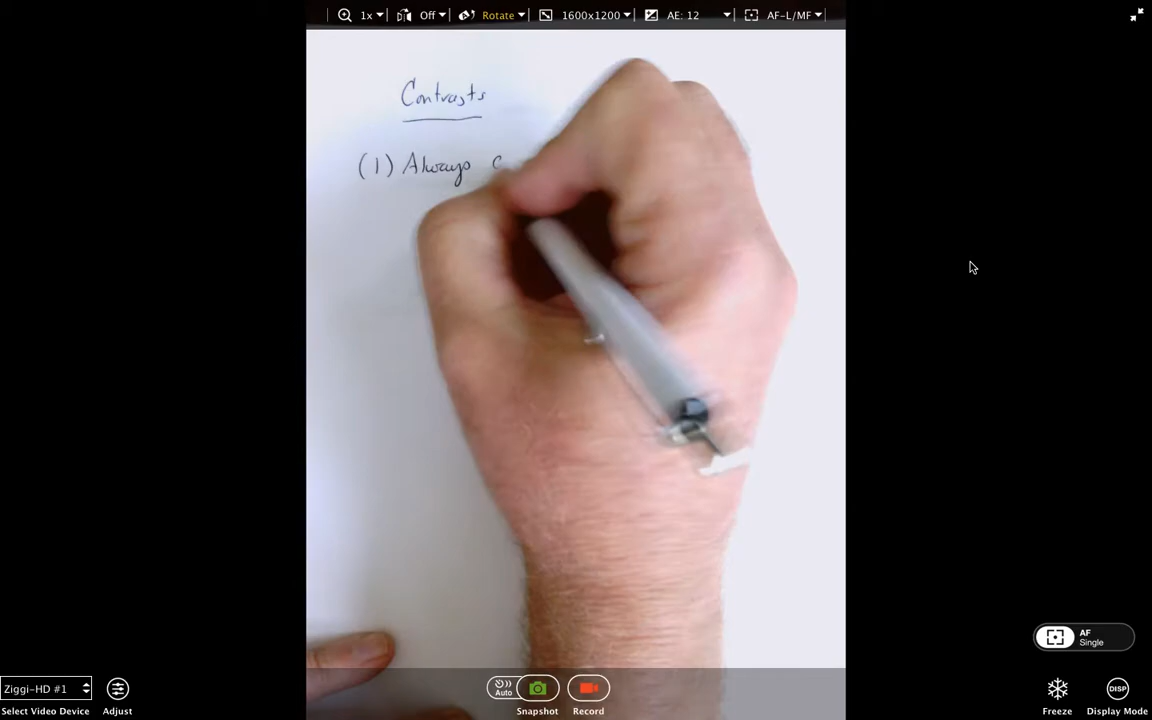 1x Off Rotate 1600x1200 AE: 12 AF-L/MF
Contrasts
(1) Always
AF
Single
Ziggi-HD #1
Auto
Select Video Device Adjust Snapshot Record Freeze Display Mode
DISP